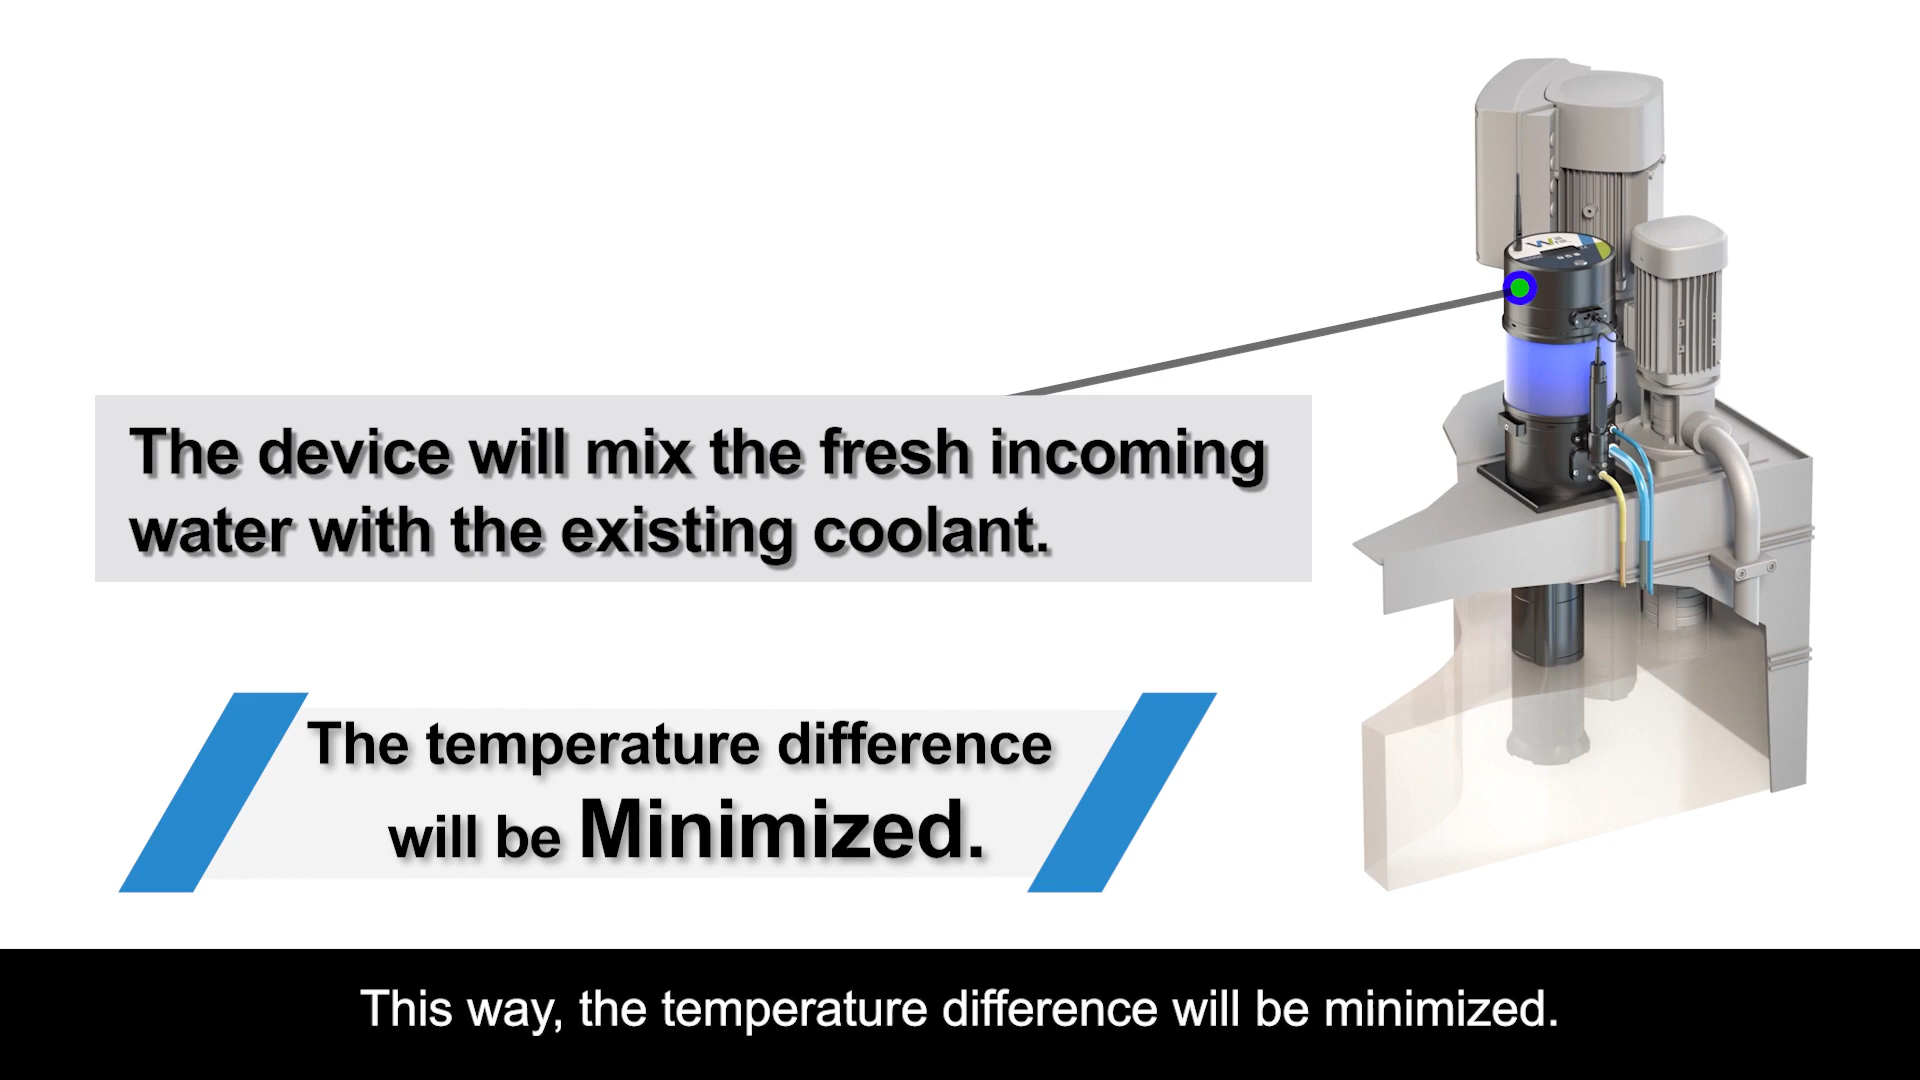 The device will mix the fresh incoming
water with the existing coolant.
The temperature difference
will be Minimized.
This way, the temperature difference will be minimized.